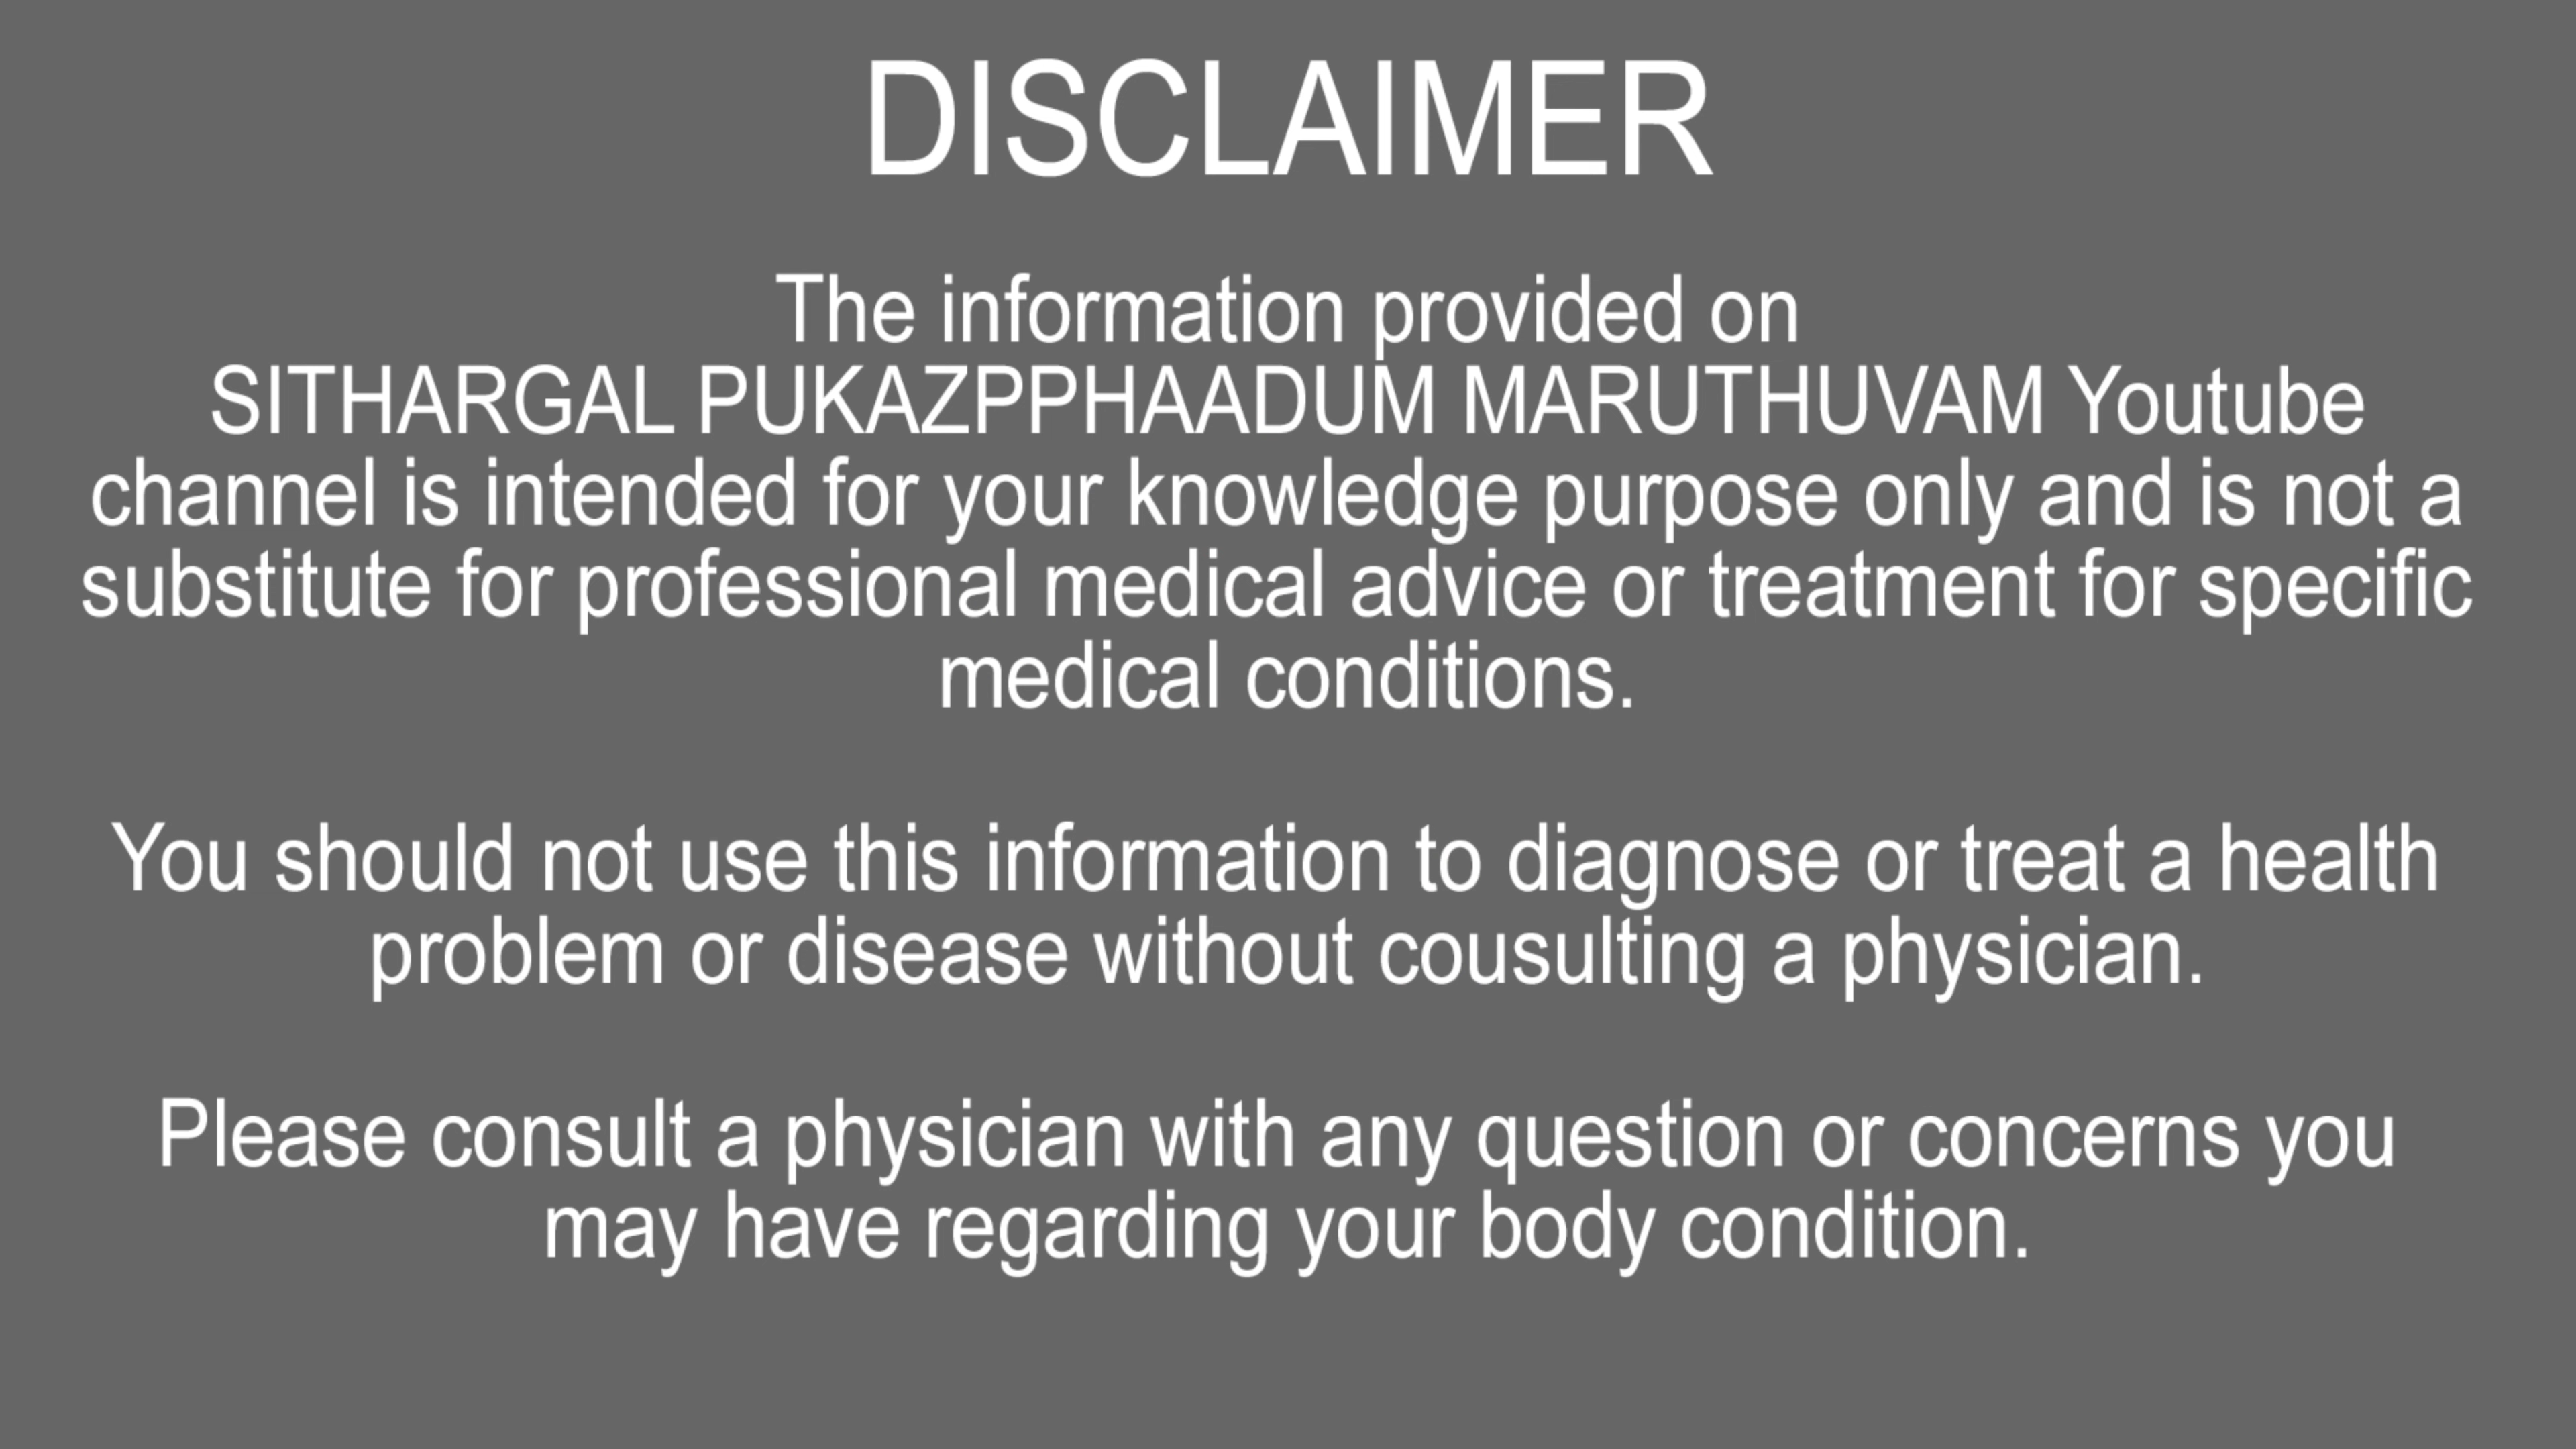 DISCLAIMER
The information provided on
SITHARGAL PUKAZPPHAADUM MARUTHUVAM Youtube
channel is intended for your knowledge purpose only and is not a
substitute for professional medical advice or treatment for specific
medical conditions.
You should not use this information to diagnose or treat a health
problem or disease without cousulting a physician.
Please consult a physician with any question or concerns you
may have regarding your body condition.